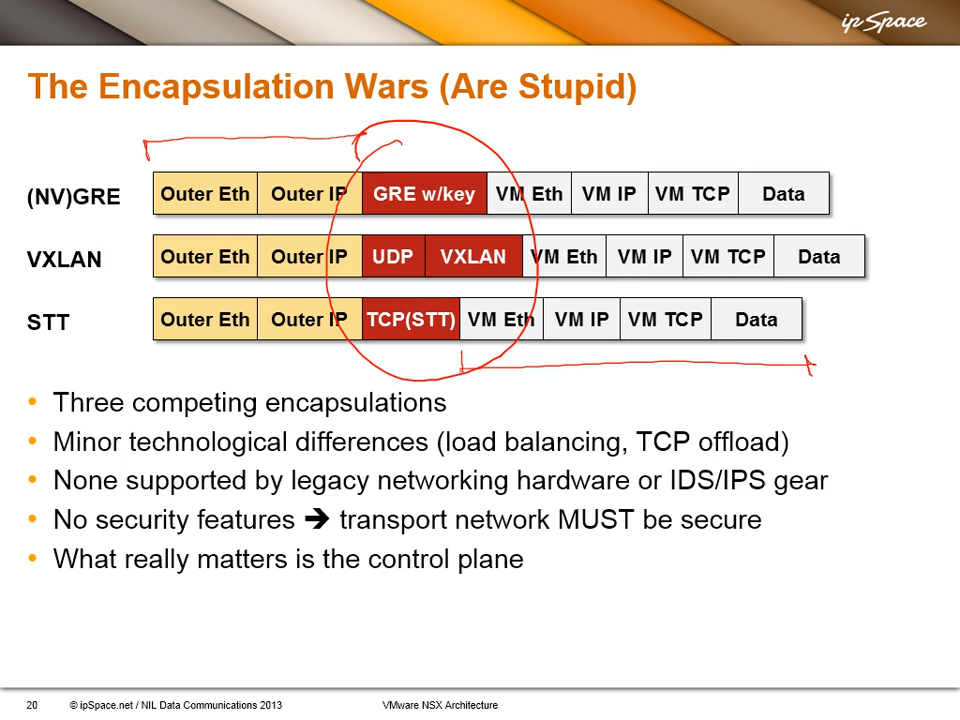 ipSpace
The Encapsulation Wars (Are Stupid)
(NV)GRE Outer Eth Outer IP GRE w/key VM Eth VM IP VM TCP Data
VXLAN Outer Eth Outer IP UDP VXLAN VM Eth VM IP VM TCP Data
STT Outer Eth Outer IP TCP(STT) VM Eth VM IP VM TCP Data
• Three competing encapsulations
• Minor technological differences (load balancing, TCP offload)
• None supported by legacy networking hardware or IDS/IPS gear
• No security features ➔ transport network MUST be secure
• What really matters is the control plane
20 © ipSpace.net / NIL Data Communications 2013 VMware NSX Architecture